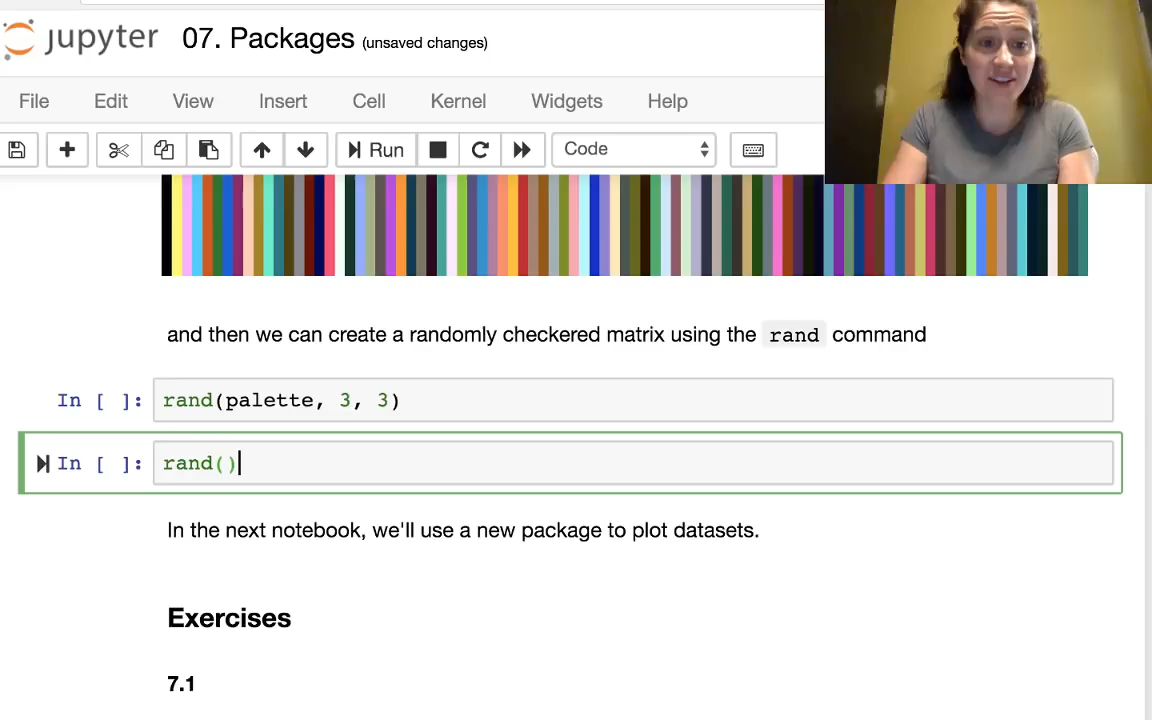 jupyter 07. Packages (unsaved changes)
File Edit View Insert Cell Kernel Widgets Help
Run Code
and then we can create a randomly checkered matrix using the rand command
In [ ]: rand(palette, 3, 3)
In [ ]: rand()
In the next notebook, we'll use a new package to plot datasets.
Exercises
7.1